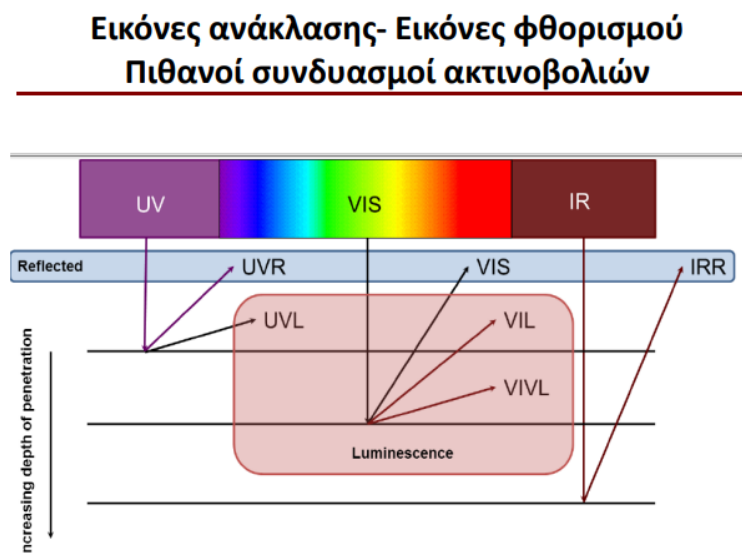 Εικόνες ανάκλασης- Εικόνες φθορισμού
Πιθανοί συνδυασμοί ακτινοβολιών
UV VIS IR
Reflected UVR VIS IRR
UVL VIL
VIVL
Luminescence
ncreasing depth of penetration